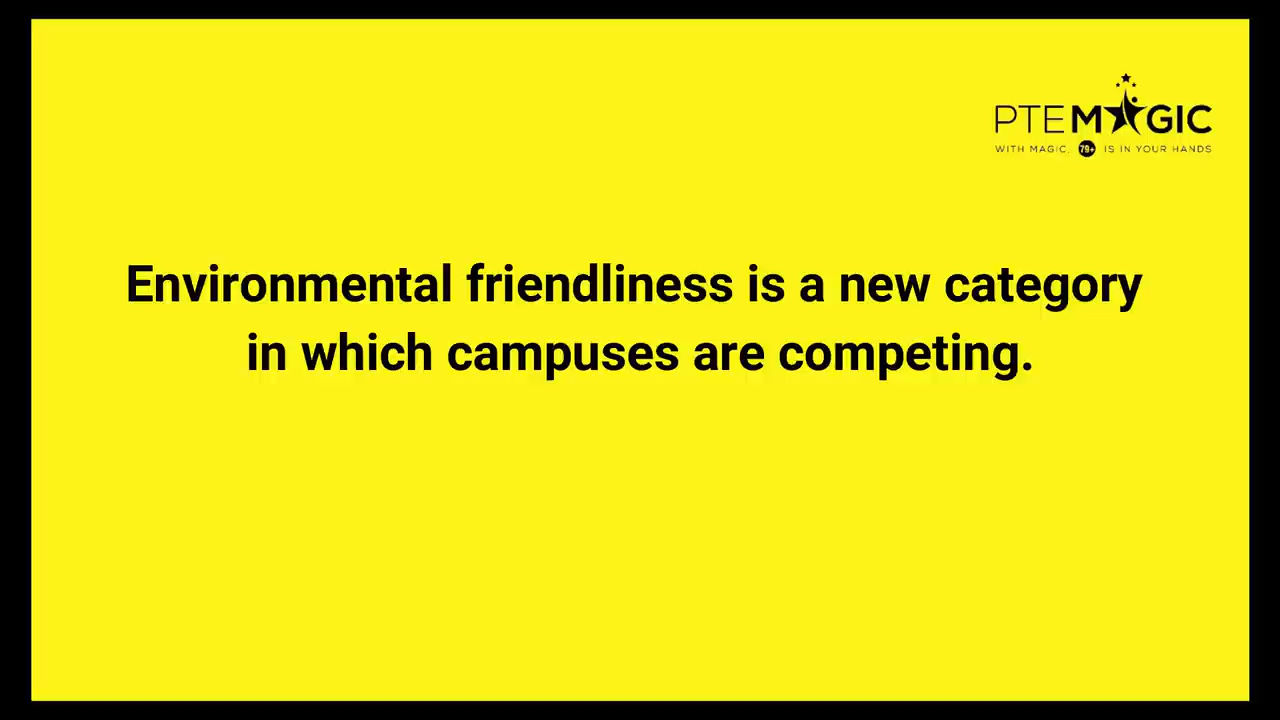 PTEMAGIC
WITH MAGIC, 79+ IS IN YOUR HANDS
Environmental friendliness is a new category
in which campuses are competing.